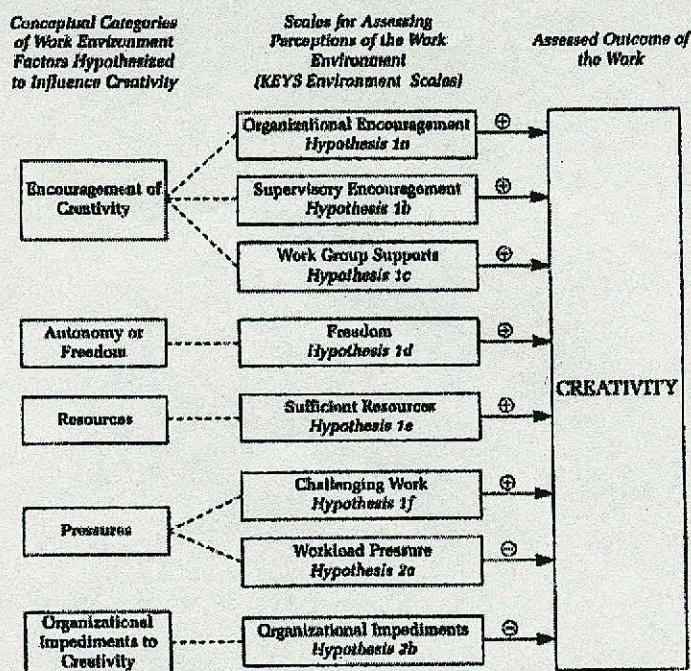 Conceptual Categories
of Work Environment
Factors Hypothesized
to Influence Creativity
Scales for Assessing
Perceptions of the Work
Environment
(KEYS Environment Scales)
Assessed Outcome of
the Work
Encouragement of
Creativity
Organizational Encouragement
Hypothesis 1a
⊕
Supervisory Encouragement
Hypothesis 1b
⊕
Work Group Supports
Hypothesis 1c
⊕
Autonomy or
Freedom
Freedom
Hypothesis 1d
⊕
Resources
Sufficient Resources
Hypothesis 1e
⊕
Pressures
Challenging Work
Hypothesis 1f
⊕
Workload Pressure
Hypothesis 2a
⊖
Organizational
Impediments to
Creativity
Organizational Impediments
Hypothesis 2b
⊖
CREATIVITY